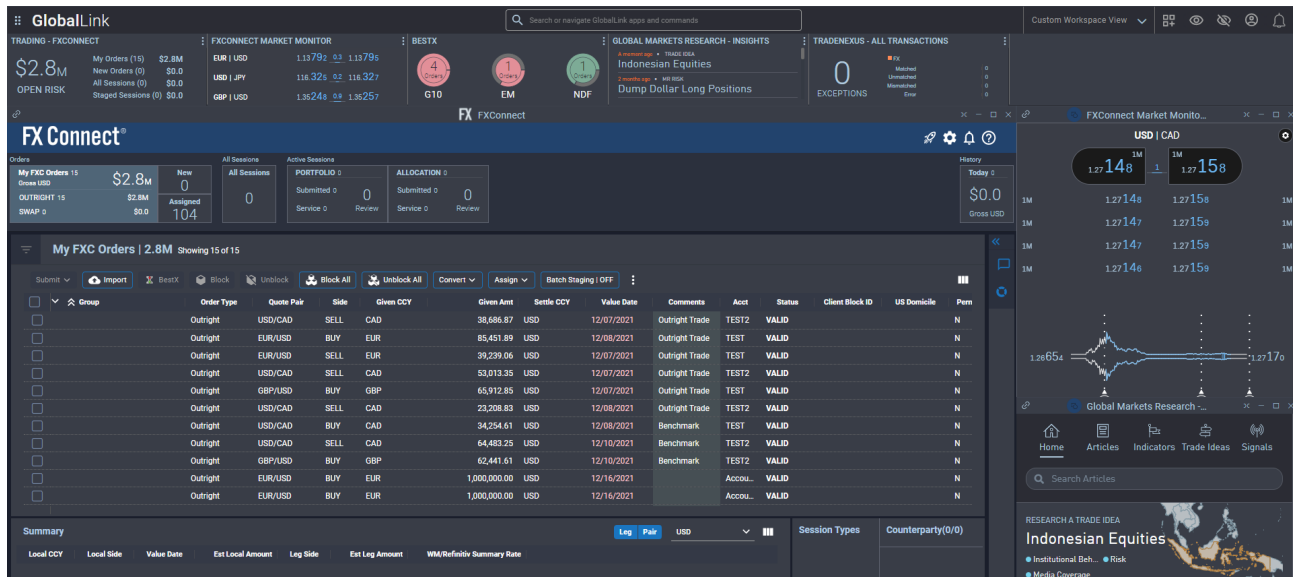 GlobalLink
Search or navigate GlobalLink apps and commands
Custom Workspace View
TRADING - FXCONNECT
$2.8M
OPEN RISK
My Orders (15) $2.8M
New Orders (0) $0.0
All Sessions (0) $0.0
Staged Sessions (0) $0.0
FXCONNECT MARKET MONITOR
EUR | USD 1.13792 0.3 1.13795
USD | JPY 116.325 0.2 116.327
GBP | USD 1.35248 0.9 1.35257
BESTX
4 Orders G10
1 Orders EM
1 Orders NDF
GLOBAL MARKETS RESEARCH - INSIGHTS
A moment ago • TRADE IDEA
Indonesian Equities
2 months ago • MR RISK
Dump Dollar Long Positions
TRADENEXUS - ALL TRANSACTIONS
0
EXCEPTIONS
FX
Matched 0
Unmatched 0
Mismatched 0
Error 0
FX FXConnect
FX Connect®
Orders
My FXC Orders 15
Gross USD
$2.8M
OUTRIGHT 15 $2.8M
SWAP 0 $0.0
New
0
Assigned
104
All Sessions
All Sessions
0
Active Sessions
PORTFOLIO 0
Submitted 0
Service 0
0
Review
ALLOCATION 0
Submitted 0
Service 0
0
Review
History
Today 0
$0.0
Gross USD
My FXC Orders | 2.8M Showing 15 of 15
Submit Import BestX Block Unblock Block All Unblock All Convert Assign Batch Staging | OFF
Group Order Type Quote Pair Side Given CCY Given Amt Settle CCY Value Date Comments Acct Status Client Block ID US Domicile Perm
Outright USD/CAD SELL CAD 38,686.87 USD 12/07/2021 Outright Trade TEST2 VALID N
Outright EUR/USD BUY EUR 85,451.89 USD 12/08/2021 Outright Trade TEST VALID N
Outright EUR/USD SELL EUR 39,239.06 USD 12/07/2021 Outright Trade TEST VALID N
Outright USD/CAD SELL CAD 53,013.35 USD 12/07/2021 Outright Trade TEST2 VALID N
Outright GBP/USD BUY GBP 65,912.85 USD 12/07/2021 Outright Trade TEST VALID N
Outright USD/CAD SELL CAD 23,208.83 USD 12/08/2021 Outright Trade TEST2 VALID N
Outright USD/CAD BUY CAD 34,254.61 USD 12/08/2021 Benchmark TEST VALID N
Outright USD/CAD SELL CAD 64,483.25 USD 12/10/2021 Benchmark TEST2 VALID N
Outright GBP/USD BUY GBP 62,441.61 USD 12/10/2021 Benchmark TEST2 VALID N
Outright EUR/USD BUY EUR 1,000,000.00 USD 12/16/2021 Accou... VALID N
Outright EUR/USD BUY EUR 1,000,000.00 USD 12/16/2021 Accou... VALID N
Summary
Leg Pair USD
Local CCY Local Side Value Date Est Local Amount Leg Side Est Leg Amount WM/Refinitiv Summary Rate
Session Types
Counterparty(0/0)
FXConnect Market Monito...
USD | CAD
1M 1M
1.27148 1 1.27158
1M 1.27148 1.27158 1M
1M 1.27147 1.27159 1M
1M 1.27147 1.27159 1M
1M 1.27146 1.27159 1M
1.26654 1.27170
Global Markets Research -...
Home Articles Indicators Trade Ideas Signals
Search Articles
RESEARCH A TRADE IDEA
Indonesian Equities
Institutional Beh... Risk
Media Coverage